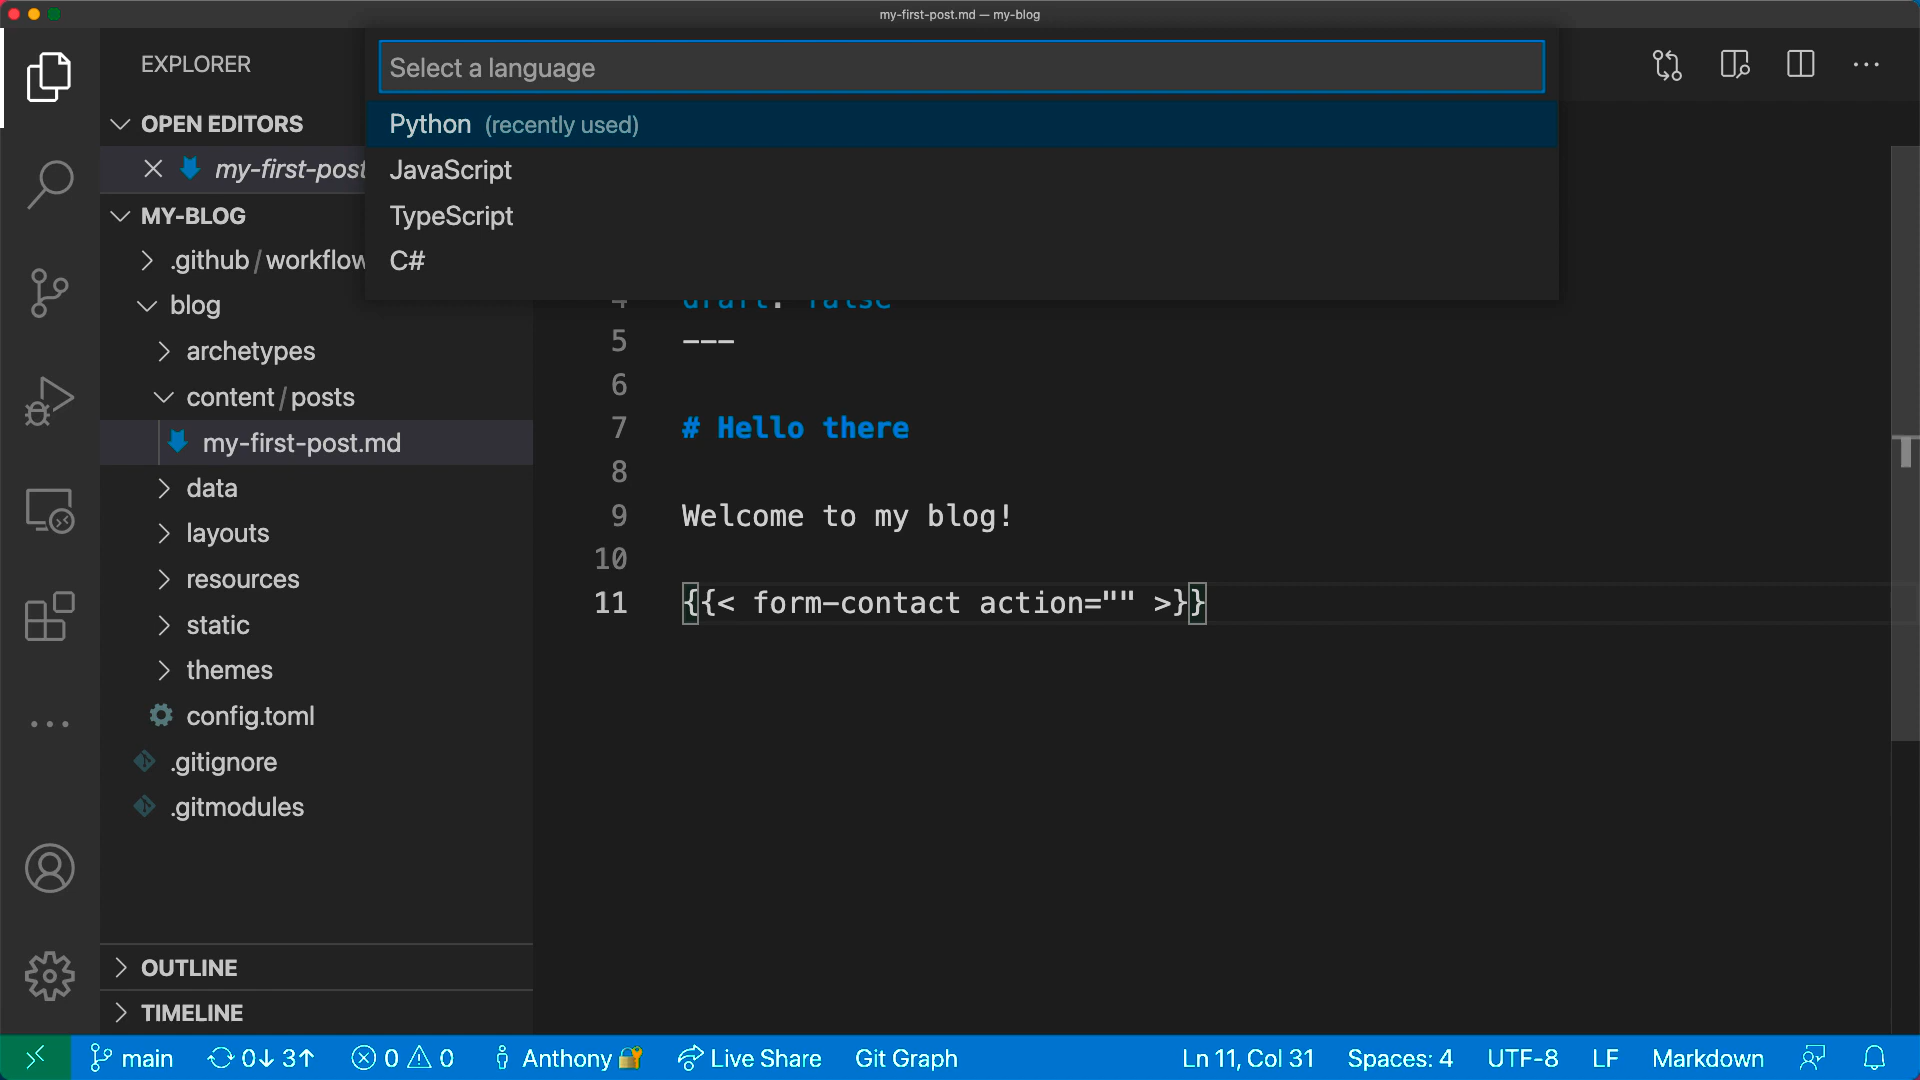 my-first-post.md — my-blog
EXPLORER
Select a language
OPEN EDITORS
Python (recently used)
my-first-post
JavaScript
MY-BLOG
TypeScript
.github/workflow
C#
blog
4 draft: false
5 ---
archetypes
6
content/posts
7 # Hello there
my-first-post.md
8
data
9 Welcome to my blog!
layouts
10
resources
11 {{< form-contact action="" >}}
static
themes
config.toml
.gitignore
.gitmodules
OUTLINE
TIMELINE
main 0↓ 3↑ 0 0 Anthony Live Share Git Graph Ln 11, Col 31 Spaces: 4 UTF-8 LF Markdown